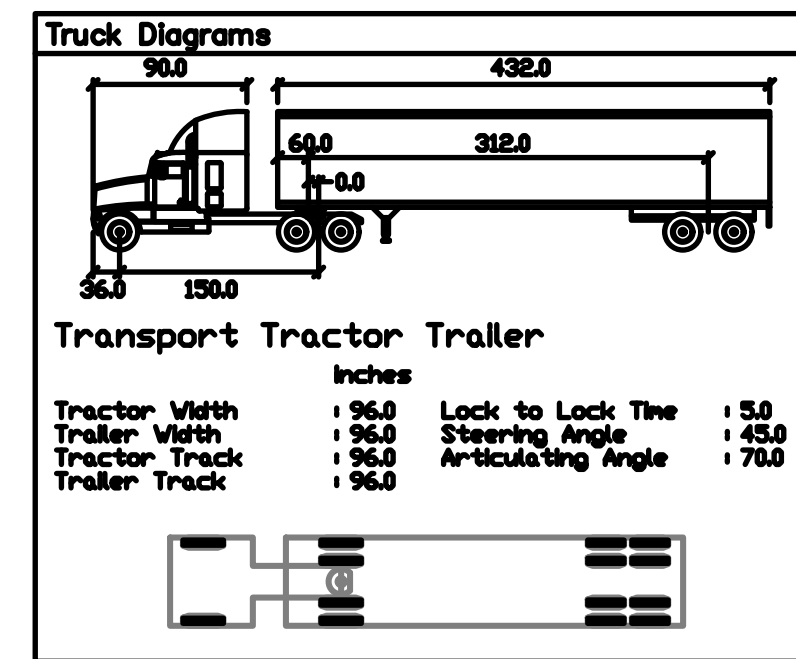 Truck Diagrams
90.0 432.0
60.0 312.0
0.0
36.0 150.0
Transport Tractor Trailer
inches
Tractor Width : 96.0 Lock to Lock Time : 5.0
Trailer Width : 96.0 Steering Angle : 45.0
Tractor Track : 96.0 Articulating Angle : 70.0
Trailer Track : 96.0